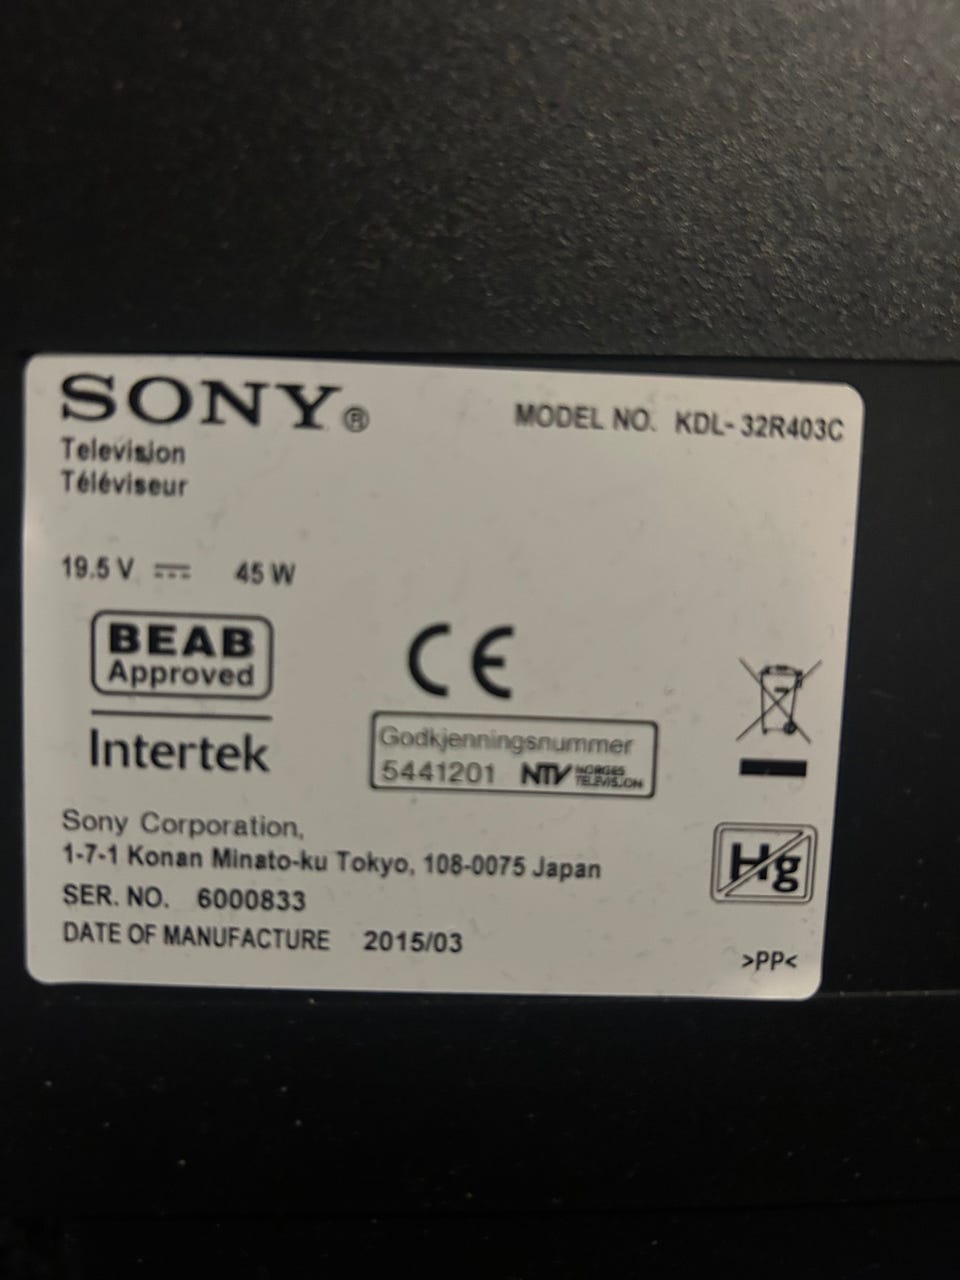 SONY®
MODEL NO. KDL-32R403C
Television
Téléviseur
19.5 V 45 W
BEAB
Approved
Intertek
CE
Godkjenningsnummer
5441201 NTV NORGES
TELEVISJON
Hg
Sony Corporation,
1-7-1 Konan Minato-ku Tokyo, 108-0075 Japan
SER. NO. 6000833
DATE OF MANUFACTURE 2015/03
>PP<